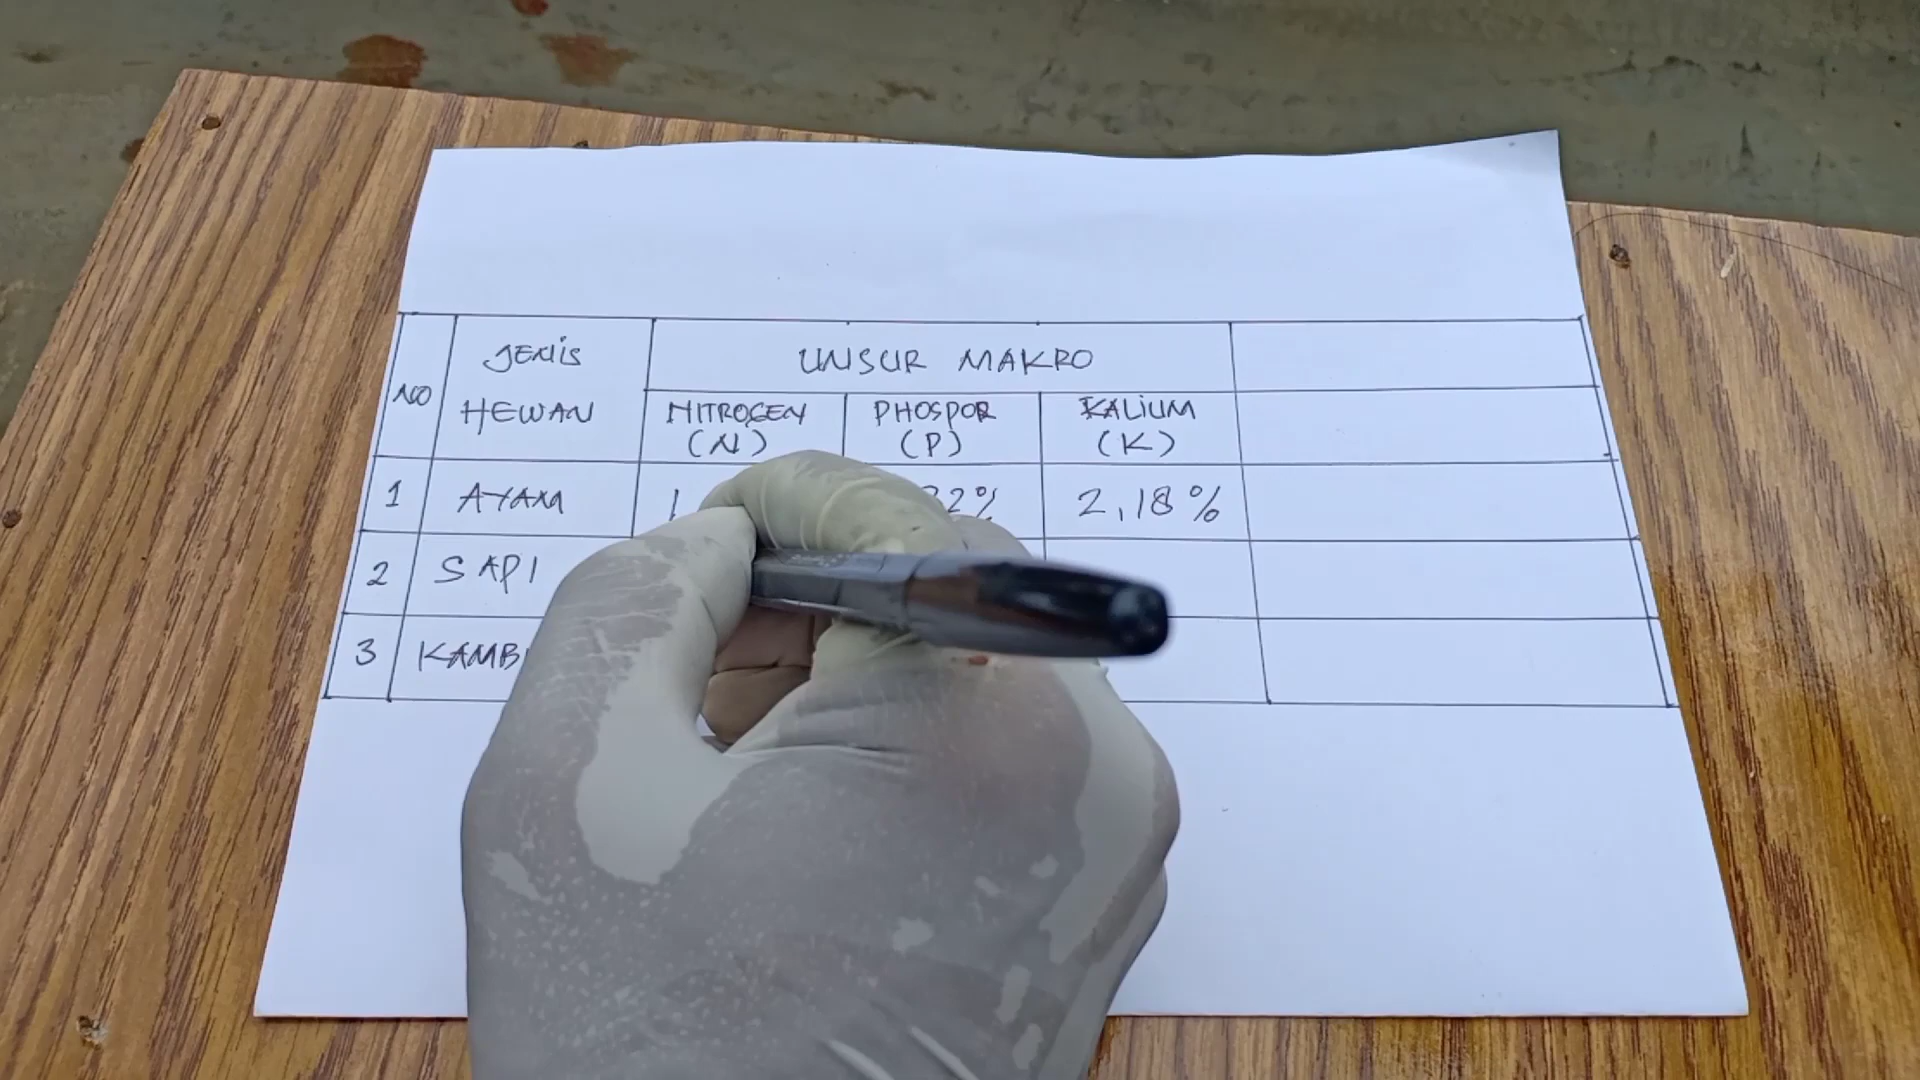 NO
JENIS
HEWAN
UNSUR MAKRO
NITROGEN
(N)
PHOSPOR
(P)
KALIUM
(K)
1 AYAM 2,18%
2 SAPI
3